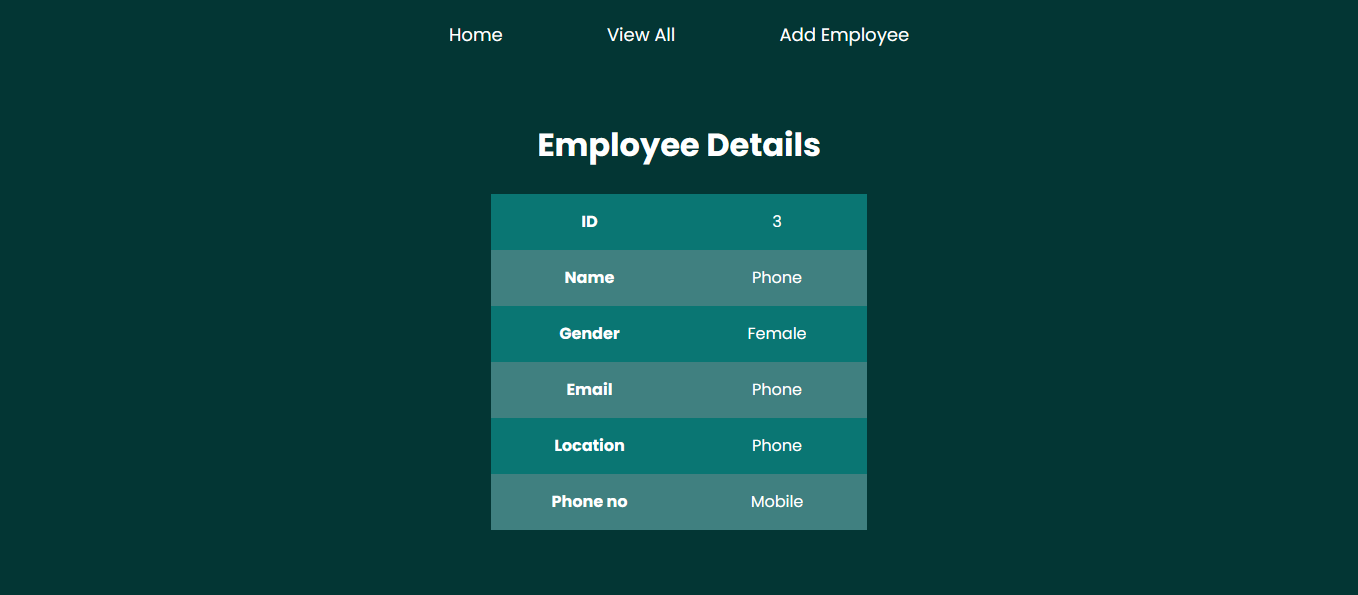 Home View All Add Employee
Employee Details
ID 3
Name Phone
Gender Female
Email Phone
Location Phone
Phone no Mobile